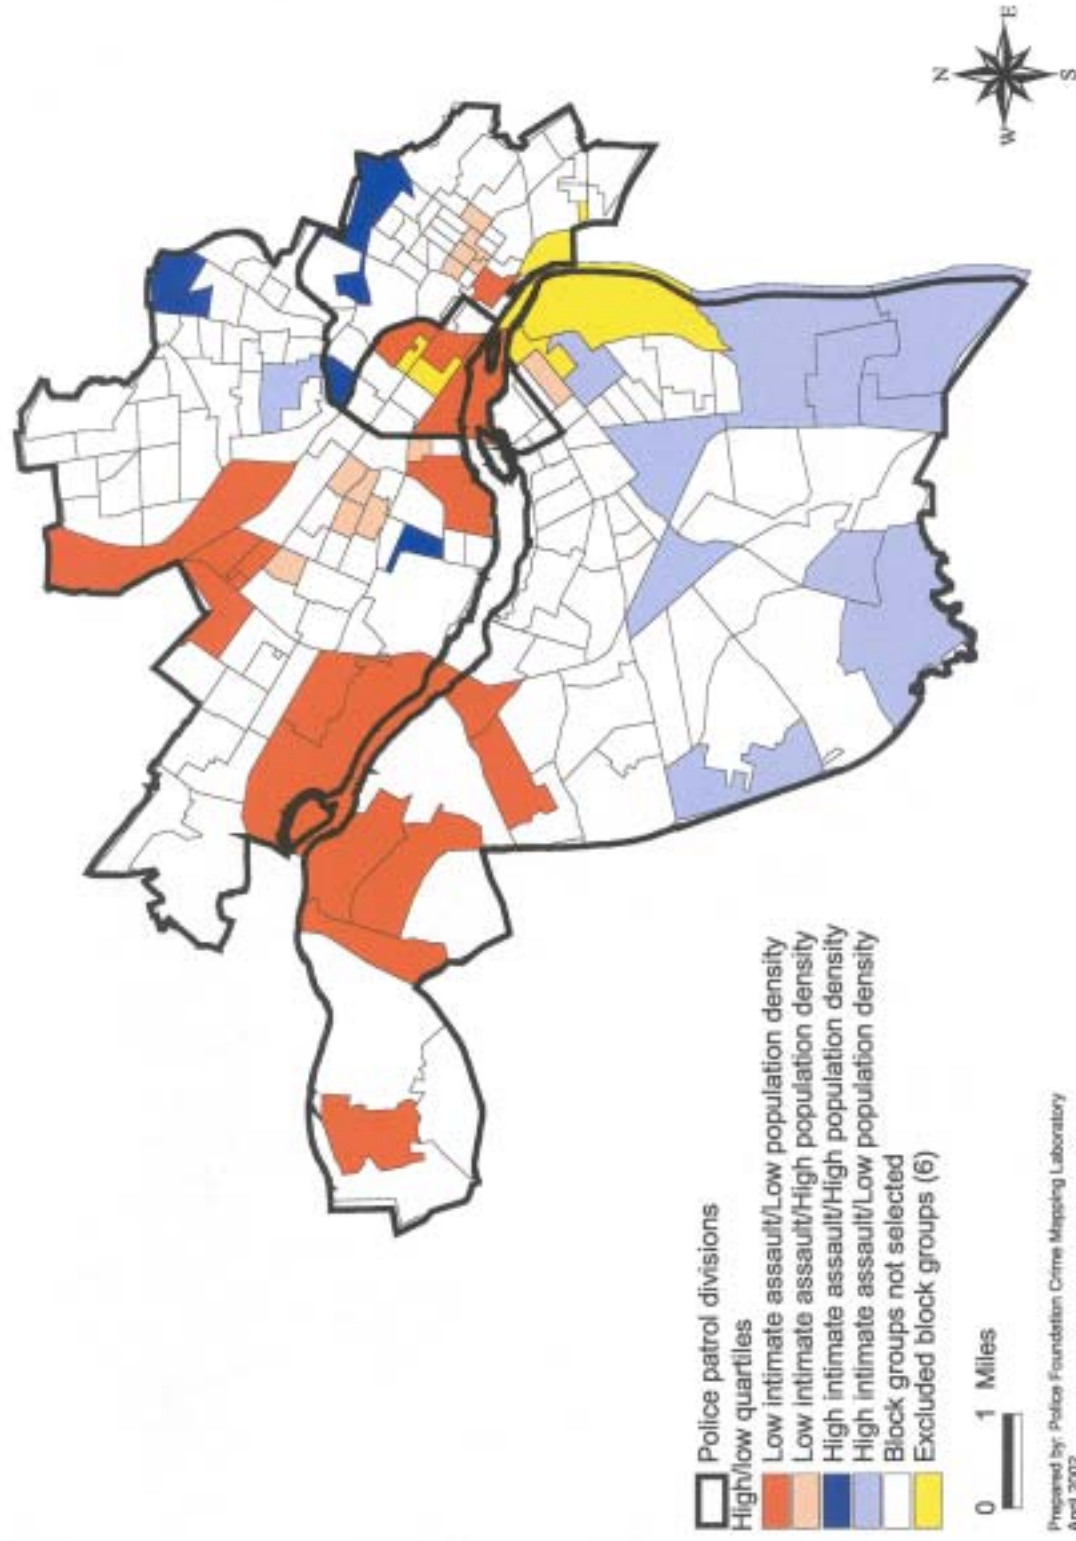 N
W
E
S
Police patrol divisions
High/low quartiles
Low intimate assault/Low population density
Low intimate assault/High population density
High intimate assault/High population density
High intimate assault/Low population density
Block groups not selected
Excluded block groups (6)
0 1 Miles
Prepared by: Police Foundation Crime Mapping Laboratory
April 2002